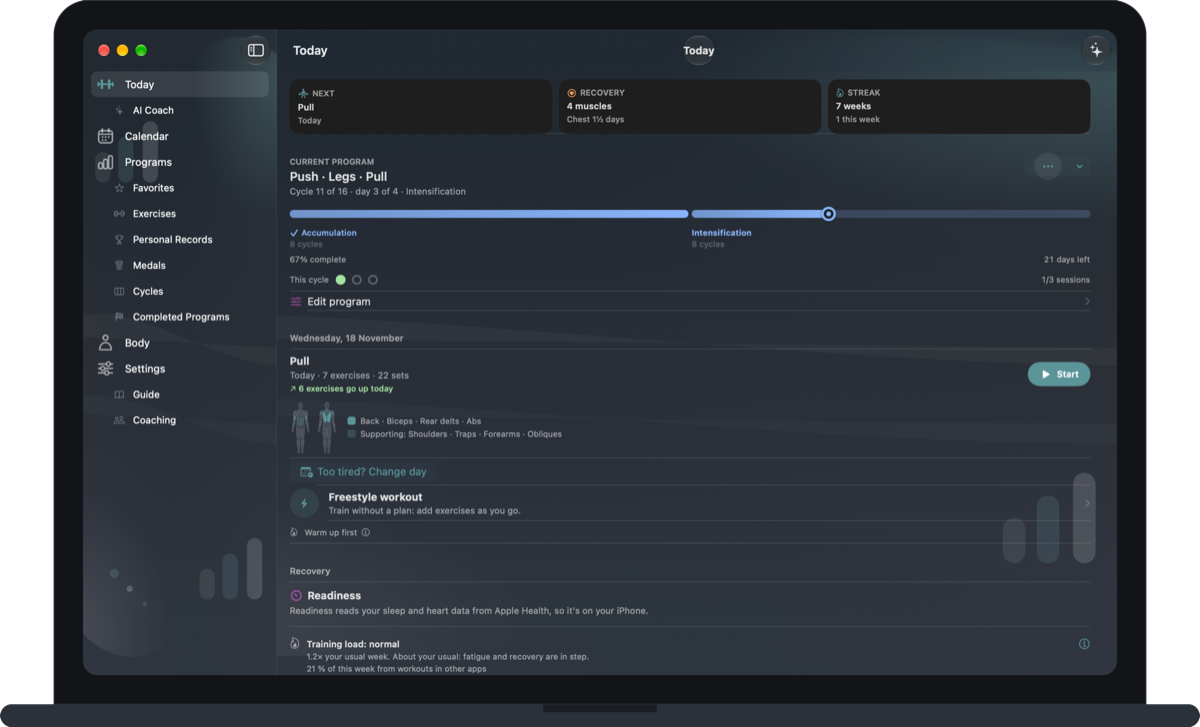 Today
Today
Today
AI Coach
Calendar
Programs
Favorites
Exercises
Personal Records
Medals
Cycles
Completed Programs
Body
Settings
Guide
Coaching
NEXT
Pull
Today
RECOVERY
4 muscles
Chest 1½ days
STREAK
7 weeks
1 this week
CURRENT PROGRAM
Push · Legs · Pull
Cycle 11 of 16 · day 3 of 4 · Intensification
Accumulation
8 cycles
Intensification
8 cycles
67% complete
21 days left
This cycle
1/3 sessions
Edit program
Wednesday, 18 November
Pull
Today · 7 exercises · 22 sets
↗ 6 exercises go up today
Start
Back · Biceps · Rear delts · Abs
Supporting: Shoulders · Traps · Forearms · Obliques
Too tired? Change day
Freestyle workout
Train without a plan: add exercises as you go.
Warm up first
Recovery
Readiness
Readiness reads your sleep and heart data from Apple Health, so it's on your iPhone.
Training load: normal
1.2× your usual week. About your usual: fatigue and recovery are in step.
21 % of this week from workouts in other apps